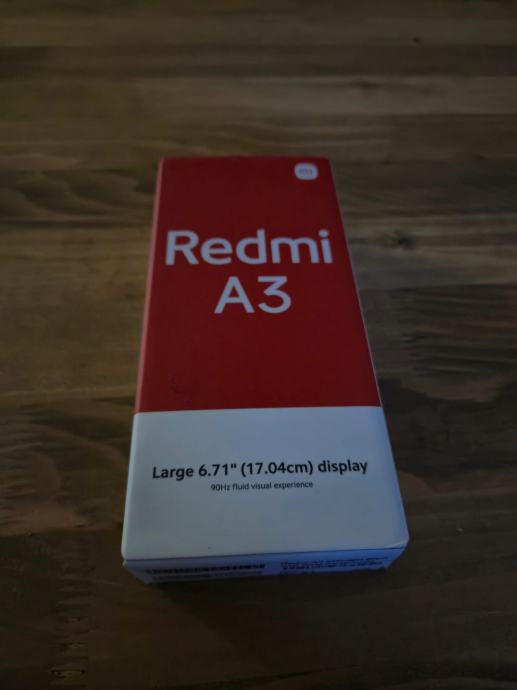 Redmi
A3
Large 6.71" (17.04cm) display
90Hz fluid visual experience